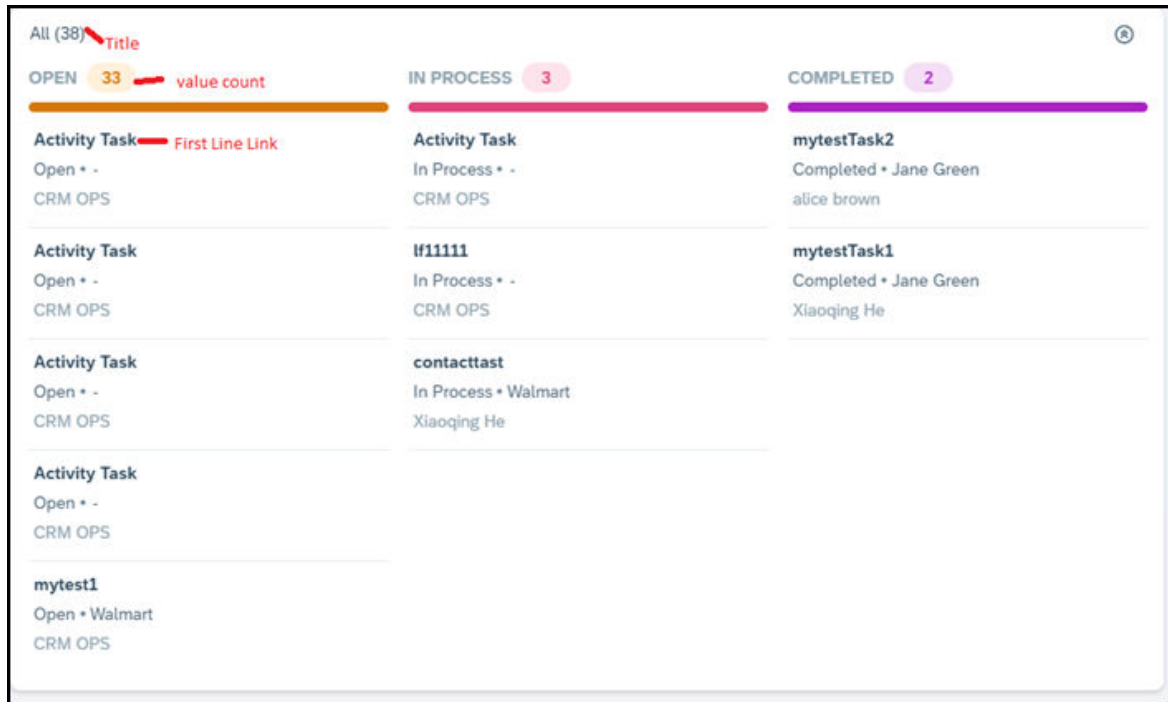 All (38)
Title
OPEN 33
value count
Activity Task
First Line Link
Open • -
CRM OPS
Activity Task
Open • -
CRM OPS
Activity Task
Open • -
CRM OPS
Activity Task
Open • -
CRM OPS
mytest1
Open • Walmart
CRM OPS
IN PROCESS 3
Activity Task
In Process • -
CRM OPS
lf11111
In Process • -
CRM OPS
contacttast
In Process • Walmart
Xiaoqing He
COMPLETED 2
mytestTask2
Completed • Jane Green
alice brown
mytestTask1
Completed • Jane Green
Xiaoqing He